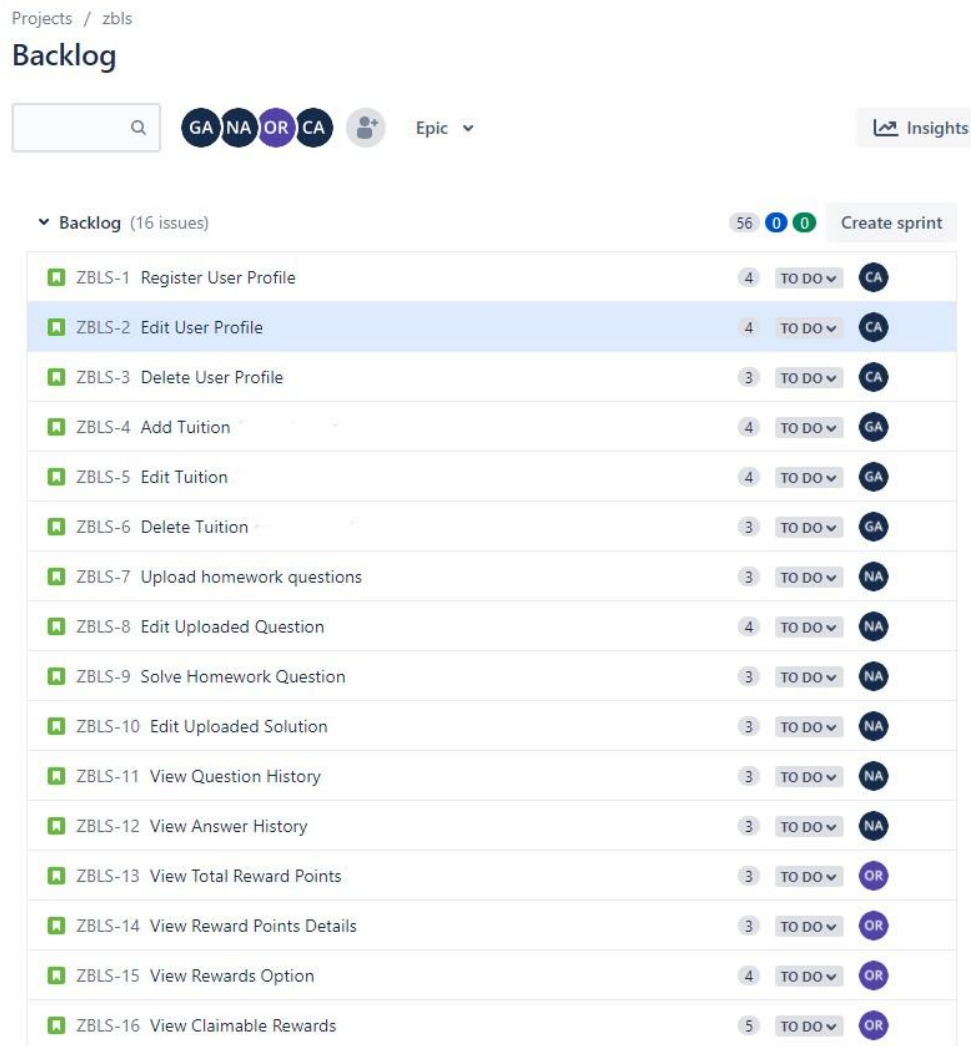 Projects / zbls
Backlog
GA NA OR CA Epic Insights
Backlog (16 issues) 56 0 0 Create sprint
ZBLS-1 Register User Profile 4 TO DO CA
ZBLS-2 Edit User Profile 4 TO DO CA
ZBLS-3 Delete User Profile 3 TO DO CA
ZBLS-4 Add Tuition 4 TO DO GA
ZBLS-5 Edit Tuition 4 TO DO GA
ZBLS-6 Delete Tuition 3 TO DO GA
ZBLS-7 Upload homework questions 3 TO DO NA
ZBLS-8 Edit Uploaded Question 4 TO DO NA
ZBLS-9 Solve Homework Question 3 TO DO NA
ZBLS-10 Edit Uploaded Solution 3 TO DO NA
ZBLS-11 View Question History 3 TO DO NA
ZBLS-12 View Answer History 3 TO DO NA
ZBLS-13 View Total Reward Points 3 TO DO OR
ZBLS-14 View Reward Points Details 3 TO DO OR
ZBLS-15 View Rewards Option 4 TO DO OR
ZBLS-16 View Claimable Rewards 5 TO DO OR